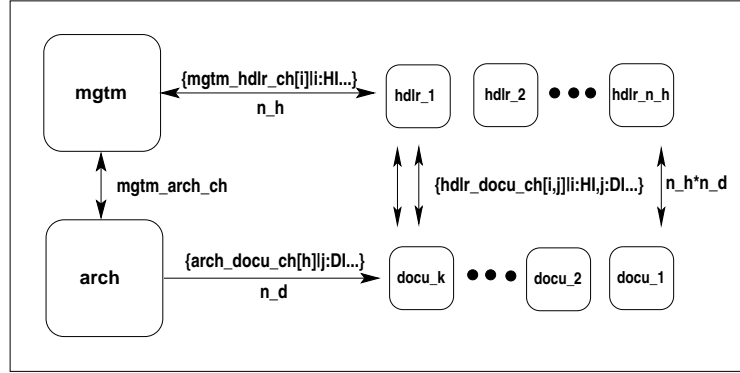 mgtm
{mgtm_hdlr_ch[i]|i:HI...}
n_h
hdlr_1
hdlr_2
hdlr_n_h
mgtm_arch_ch
{hdlr_docu_ch[i,j]|i:HI,j:DI...}
n_h*n_d
arch
{arch_docu_ch[h]|j:DI...}
n_d
docu_k
docu_2
docu_1